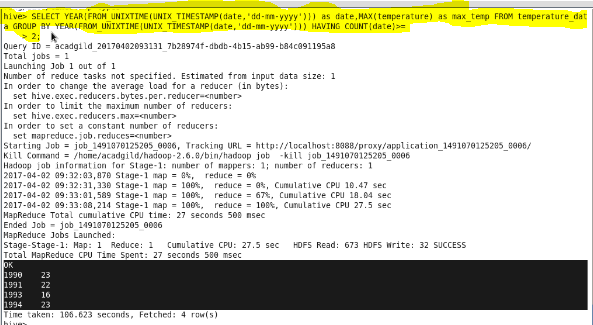 hive> SELECT YEAR(FROM_UNIXTIME(UNIX_TIMESTAMP(date,'dd-mm-yyyy'))) as date,MAX(temperature) as max_temp FROM temperature_dat
a GROUP BY YEAR(FROM_UNIXTIME(UNIX_TIMESTAMP(date,'dd-mm-yyyy'))) HAVING COUNT(date)>=
    > 2;
Query ID = acadgild_20170402093131_7b28974f-dbdb-4b15-ab99-b84c091195a8
Total jobs = 1
Launching Job 1 out of 1
Number of reduce tasks not specified. Estimated from input data size: 1
In order to change the average load for a reducer (in bytes):
  set hive.exec.reducers.bytes.per.reducer=<number>
In order to limit the maximum number of reducers:
  set hive.exec.reducers.max=<number>
In order to set a constant number of reducers:
  set mapreduce.job.reduces=<number>
Starting Job = job_1491070125205_0006, Tracking URL = http://localhost:8088/proxy/application_1491070125205_0006/
Kill Command = /home/acadgild/hadoop-2.6.0/bin/hadoop job  -kill job_1491070125205_0006
Hadoop job information for Stage-1: number of mappers: 1; number of reducers: 1
2017-04-02 09:32:03,870 Stage-1 map = 0%,  reduce = 0%
2017-04-02 09:32:31,330 Stage-1 map = 100%,  reduce = 0%, Cumulative CPU 10.47 sec
2017-04-02 09:33:01,589 Stage-1 map = 100%,  reduce = 67%, Cumulative CPU 18.04 sec
2017-04-02 09:33:08,214 Stage-1 map = 100%,  reduce = 100%, Cumulative CPU 27.5 sec
MapReduce Total cumulative CPU time: 27 seconds 500 msec
Ended Job = job_1491070125205_0006
MapReduce Jobs Launched:
Stage-Stage-1: Map: 1  Reduce: 1   Cumulative CPU: 27.5 sec   HDFS Read: 673 HDFS Write: 32 SUCCESS
Total MapReduce CPU Time Spent: 27 seconds 500 msec
OK
1990    23
1991    22
1993    16
1994    23
Time taken: 106.623 seconds, Fetched: 4 row(s)
hive>